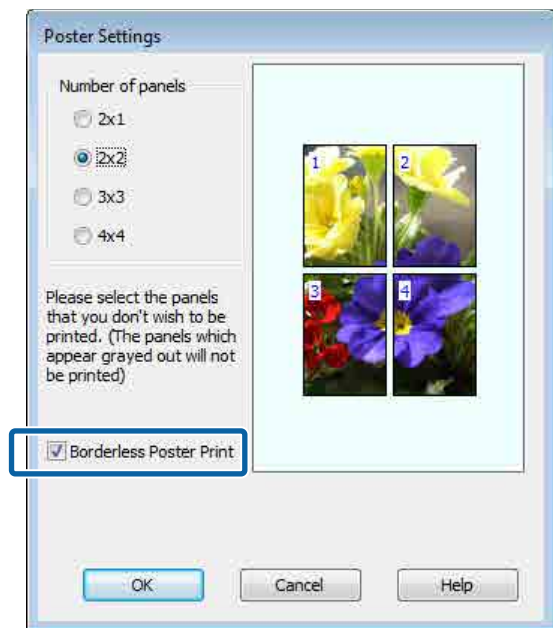 Poster Settings
Number of panels
2x1
2x2
3x3
4x4
1
2
3
4
Please select the panels
that you don't wish to be
printed. (The panels which
appear grayed out will not
be printed)
Borderless Poster Print
OK
Cancel
Help